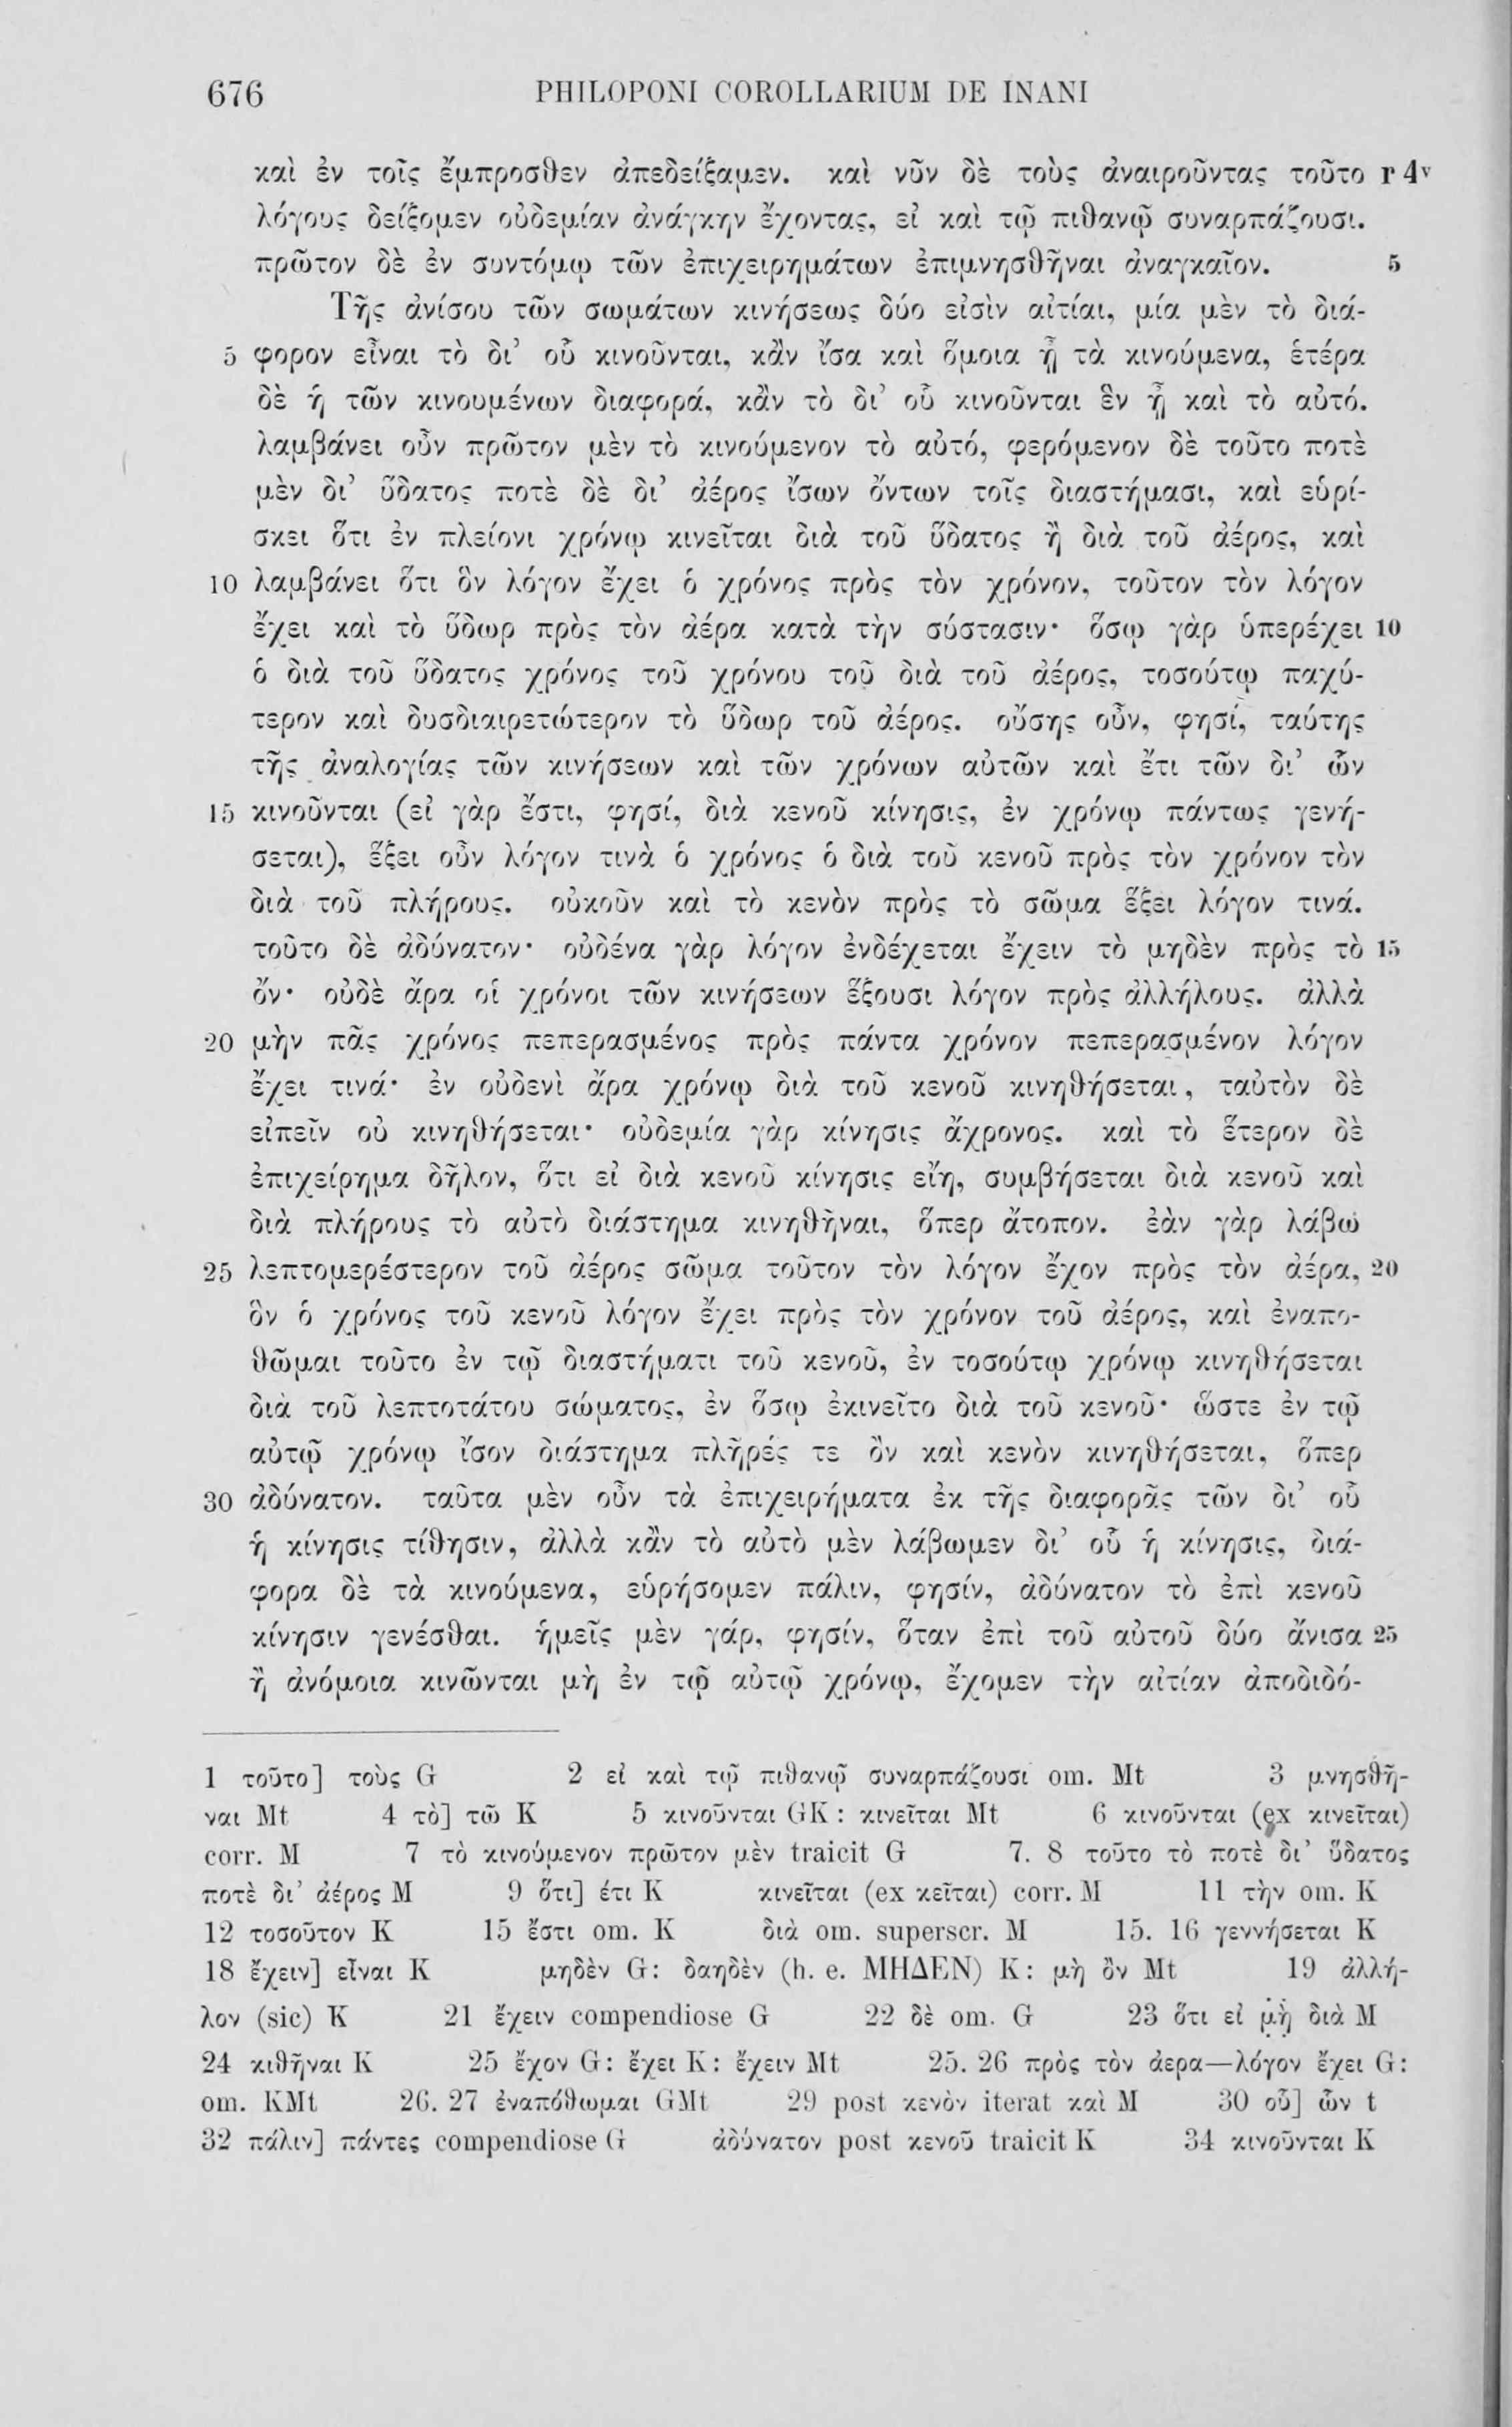 676 PHILOPONI COROLLARIUM DE INANI
καὶ ἐν τοῖς ἔμπροσθεν ἀπεδείξαμεν. καὶ νῦν δὲ τοὺς ἀναιροῦντας τοῦτο r 4v
λόγους δείξομεν οὐδεμίαν ἀνάγκην ἔχοντας, εἰ καὶ τῷ πιθανῷ συναρπάζουσι.
πρῶτον δὲ ἐν συντόμῳ τῶν ἐπιχειρημάτων ἐπιμνησθῆναι ἀναγκαῖον. 5
Τῆς ἀνίσου τῶν σωμάτων κινήσεως δύο εἰσὶν αἰτίαι, μία μὲν τὸ διά-
5 φορον εἶναι τὸ δι’ οὗ κινοῦνται, κἂν ἴσα καὶ ὅμοια ᾖ τὰ κινούμενα, ἑτέρα
δὲ ἡ τῶν κινουμένων διαφορά, κἂν τὸ δι’ οὗ κινοῦνται ἓν ᾖ καὶ τὸ αὐτό.
λαμβάνει οὖν πρῶτον μὲν τὸ κινούμενον τὸ αὐτό, φερόμενον δὲ τοῦτο ποτὲ
μὲν δι’ ὕδατος ποτὲ δὲ δι’ ἀέρος ἴσων ὄντων τοῖς διαστήμασι, καὶ εὑρί-
σκει ὅτι ἐν πλείονι χρόνῳ κινεῖται διὰ τοῦ ὕδατος ἢ διὰ τοῦ ἀέρος, καὶ
10 λαμβάνει ὅτι ὃν λόγον ἔχει ὁ χρόνος πρὸς τὸν χρόνον, τοῦτον τὸν λόγον
ἔχει καὶ τὸ ὕδωρ πρὸς τὸν ἀέρα κατὰ τὴν σύστασιν· ὅσῳ γὰρ ὑπερέχει 10
ὁ διὰ τοῦ ὕδατος χρόνος τοῦ χρόνου τοῦ διὰ τοῦ ἀέρος, τοσούτῳ παχύ-
τερον καὶ δυσδιαιρετώτερον τὸ ὕδωρ τοῦ ἀέρος. οὔσης οὖν, φησί, ταύτης
τῆς ἀναλογίας τῶν κινήσεων καὶ τῶν χρόνων αὐτῶν καὶ ἔτι τῶν δι’ ὧν
15 κινοῦνται (εἰ γὰρ ἔστι, φησί, διὰ κενοῦ κίνησις, ἐν χρόνῳ πάντως γενή-
σεται), ἕξει οὖν λόγον τινὰ ὁ χρόνος ὁ διὰ τοῦ κενοῦ πρὸς τὸν χρόνον τὸν
διὰ τοῦ πλήρους. οὐκοῦν καὶ τὸ κενὸν πρὸς τὸ σῶμα ἕξει λόγον τινά.
τοῦτο δὲ ἀδύνατον· οὐδένα γὰρ λόγον ἐνδέχεται ἔχειν τὸ μηδὲν πρὸς τὸ 15
ὄν· οὐδὲ ἄρα οἱ χρόνοι τῶν κινήσεων ἕξουσι λόγον πρὸς ἀλλήλους. ἀλλὰ
20 μὴν πᾶς χρόνος πεπερασμένος πρὸς πάντα χρόνον πεπερασμένον λόγον
ἔχει τινά· ἐν οὐδενὶ ἄρα χρόνῳ διὰ τοῦ κενοῦ κινηθήσεται, ταὐτὸν δὲ
εἰπεῖν οὐ κινηθήσεται· οὐδεμία γὰρ κίνησις ἄχρονος. καὶ τὸ ἕτερον δὲ
ἐπιχείρημα δῆλον, ὅτι εἰ διὰ κενοῦ κίνησις εἴη, συμβήσεται διὰ κενοῦ καὶ
διὰ πλήρους τὸ αὐτὸ διάστημα κινηθῆναι, ὅπερ ἄτοπον. ἐὰν γὰρ λάβω
25 λεπτομερέστερον τοῦ ἀέρος σῶμα τοῦτον τὸν λόγον ἔχον πρὸς τὸν ἀέρα, 20
ὃν ὁ χρόνος τοῦ κενοῦ λόγον ἔχει πρὸς τὸν χρόνον τοῦ ἀέρος, καὶ ἐναπο-
θῶμαι τοῦτο ἐν τῷ διαστήματι τοῦ κενοῦ, ἐν τοσούτῳ χρόνῳ κινηθήσεται
διὰ τοῦ λεπτοτάτου σώματος, ἐν ὅσῳ ἐκινεῖτο διὰ τοῦ κενοῦ· ὥστε ἐν τῷ
αὐτῷ χρόνῳ ἴσον διάστημα πλῆρές τε ὂν καὶ κενὸν κινηθήσεται, ὅπερ
30 ἀδύνατον. ταῦτα μὲν οὖν τὰ ἐπιχειρήματα ἐκ τῆς διαφορᾶς τῶν δι’ οὗ
ἡ κίνησις τίθησιν, ἀλλὰ κἂν τὸ αὐτὸ μὲν λάβωμεν δι’ οὗ ἡ κίνησις, διά-
φορα δὲ τὰ κινούμενα, εὑρήσομεν πάλιν, φησίν, ἀδύνατον τὸ ἐπὶ κενοῦ
κίνησιν γενέσθαι. ἡμεῖς μὲν γάρ, φησίν, ὅταν ἐπὶ τοῦ αὐτοῦ δύο ἄνισα 25
ἢ ἀνόμοια κινῶνται μὴ ἐν τῷ αὐτῷ χρόνῳ, ἔχομεν τὴν αἰτίαν ἀποδιδό-
1 τοῦτο] τοὺς G 2 εἰ καὶ τῷ πιθανῷ συναρπάζουσι om. Mt 3 μνησθῆ-
ναι Mt 4 τὸ] τῶ K 5 κινοῦνται GK : κινεῖται Mt 6 κινοῦνται (ex κινεῖται)
corr. M 7 τὸ κινούμενον πρῶτον μὲν traicit G 7. 8 τοῦτο τὸ ποτὲ δι’ ὕδατος
ποτὲ δι’ ἀέρος M 9 ὅτι] ἔτι K κινεῖται (ex κεῖται) corr. M 11 τὴν om. K
12 τοσοῦτον K 15 ἔστι om. K διὰ om. superscr. M 15. 16 γεννήσεται K
18 ἔχειν] εἶναι K μηδὲν G: δαηδὲν (h. e. ΜΗΔΕΝ) K: μὴ ὂν Mt 19 ἀλλή-
λον (sic) K 21 ἔχειν compendiose G 22 δὲ om. G 23 ὅτι εἰ μὴ διὰ M
24 κιθῆναι K 25 ἔχον G: ἔχει K: ἔχειν Mt 25. 26 πρὸς τὸν ἀερα—λόγον ἔχει G:
om. KMt 26. 27 ἐναπόθωμαι GMt 29 post κενὸν iterat καὶ M 30 οὗ] ὧν t
32 πάλιν] πάντες compendiose G ἀδύνατον post κενοῦ traicit K 34 κινοῦνται K